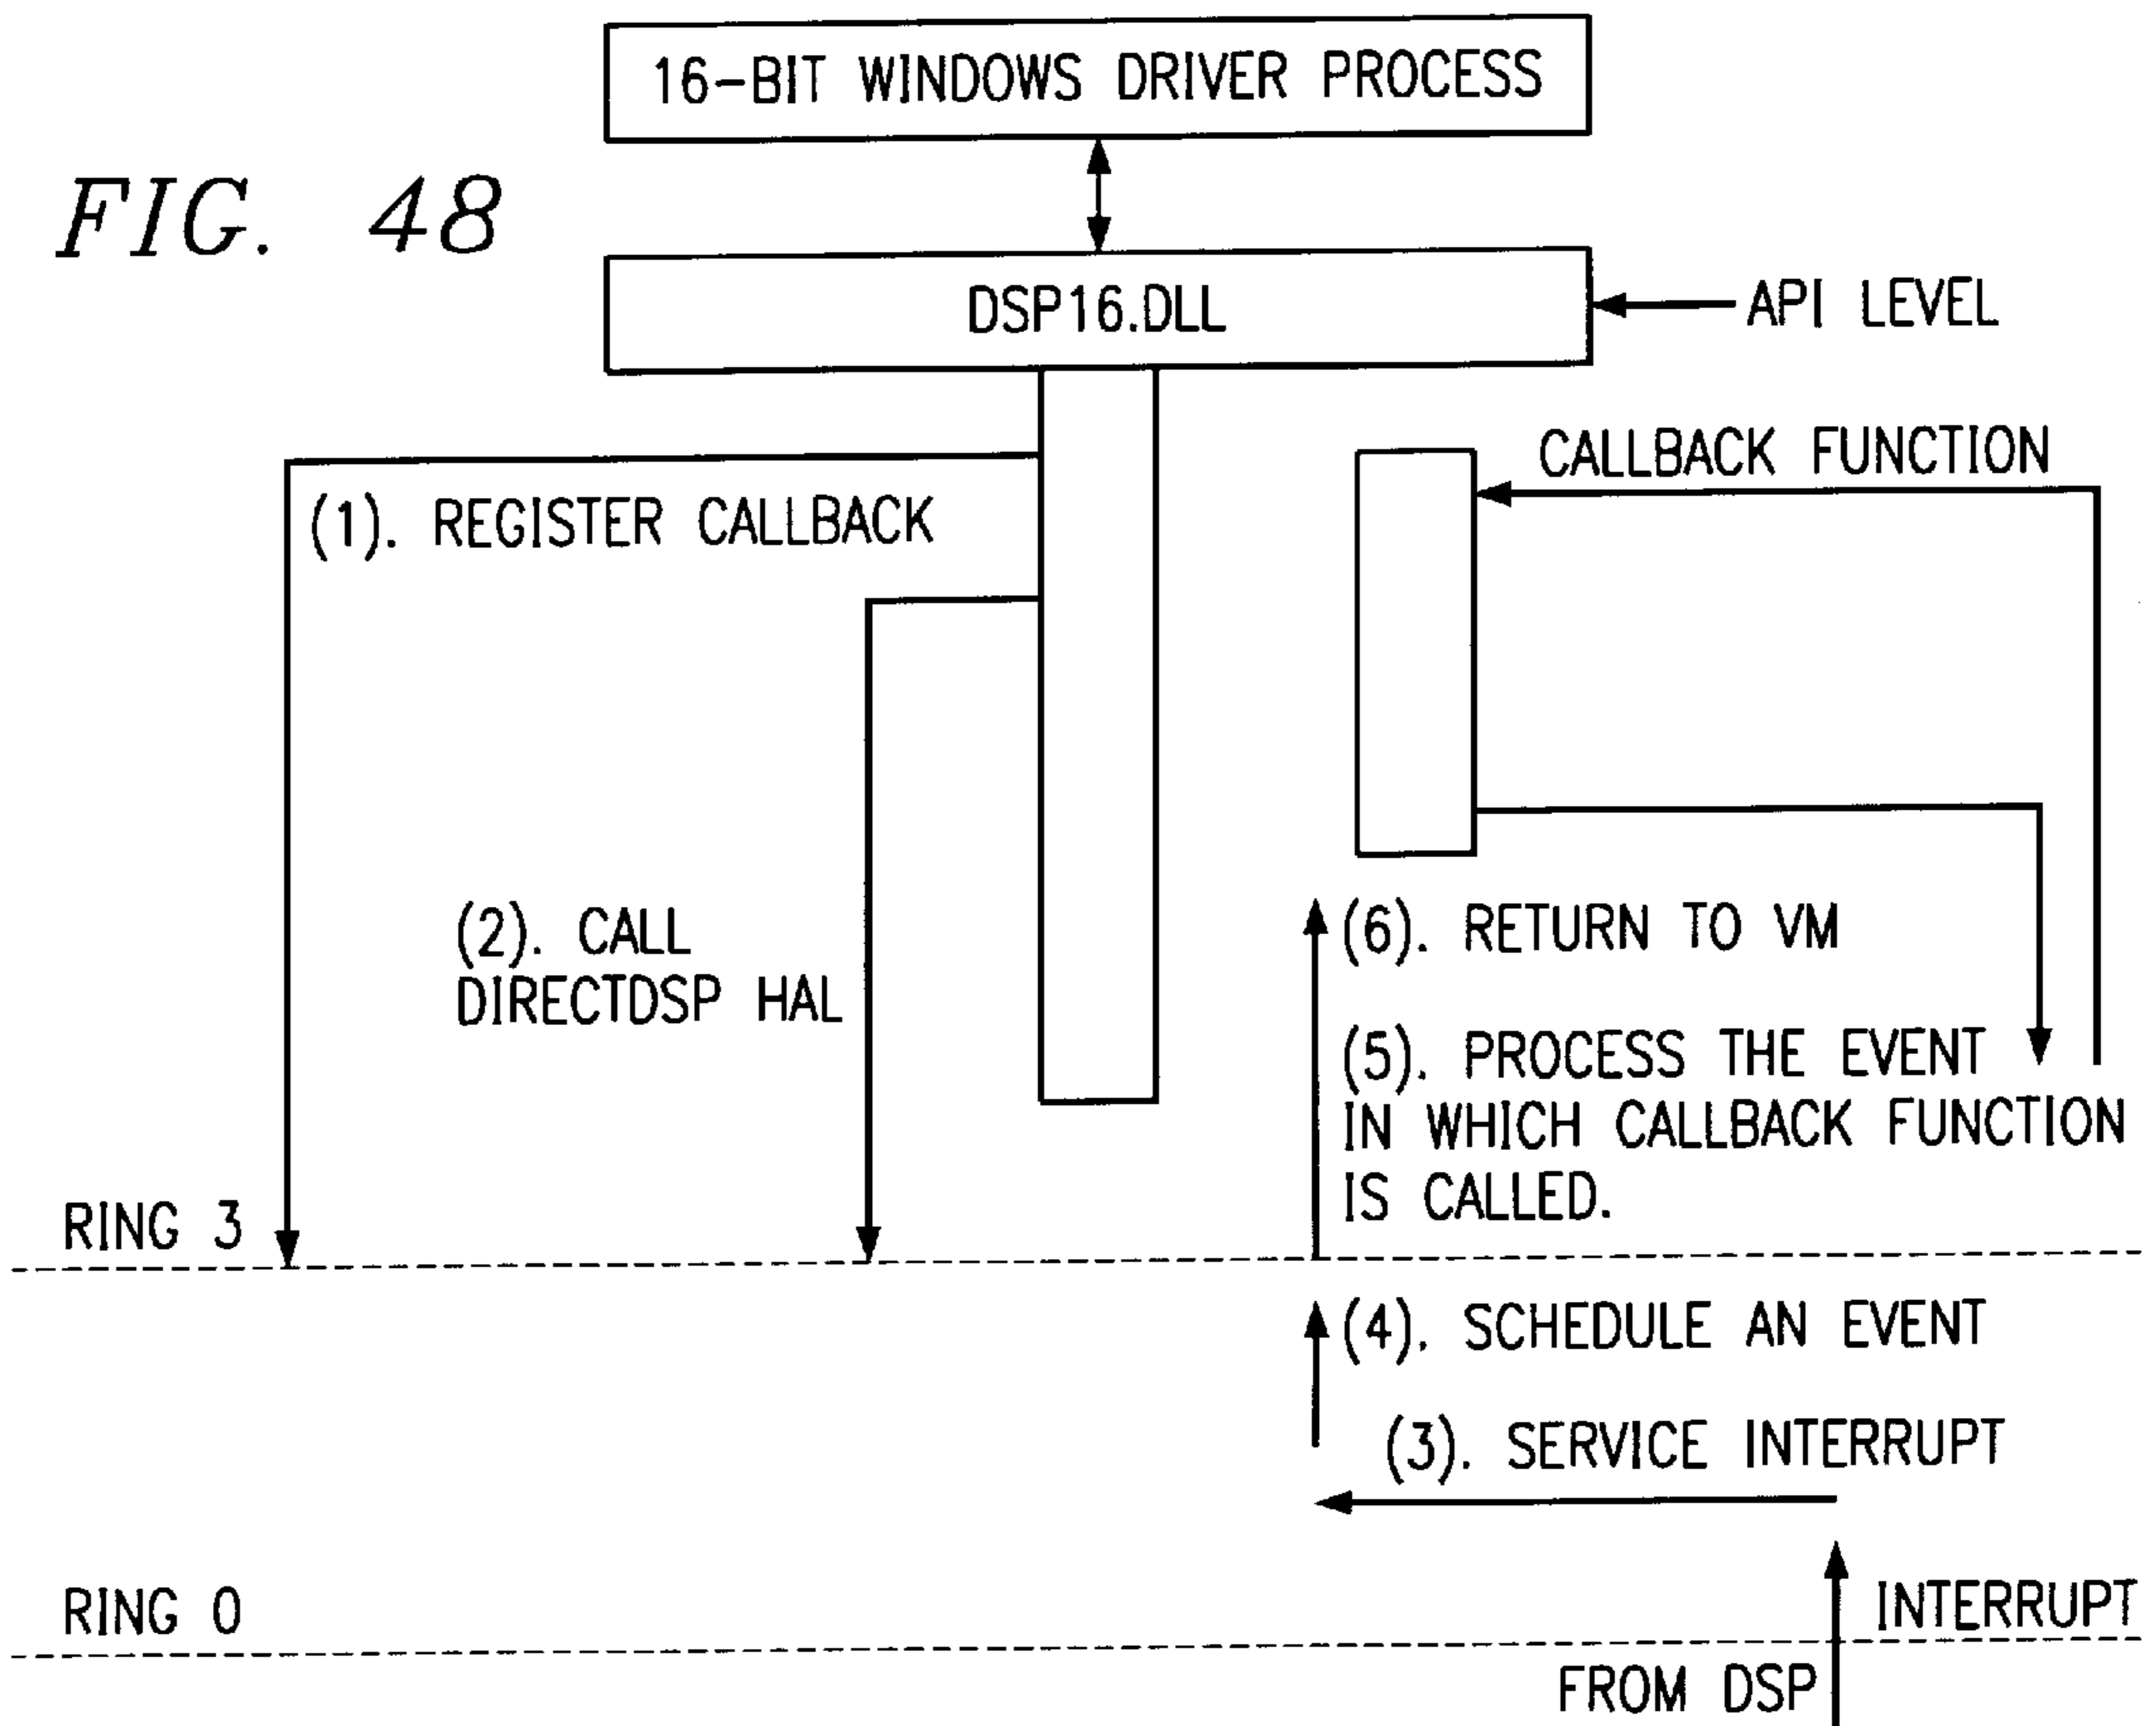 16-BIT WINDOWS DRIVER PROCESS
FIG. 48
DSP16.DLL
API LEVEL
CALLBACK FUNCTION
(1). REGISTER CALLBACK
(2). CALL
DIRECTDSP HAL
(6). RETURN TO VM
(5). PROCESS THE EVENT
IN WHICH CALLBACK FUNCTION
IS CALLED.
RING 3
(4). SCHEDULE AN EVENT
(3). SERVICE INTERRUPT
RING 0
INTERRUPT
FROM DSP